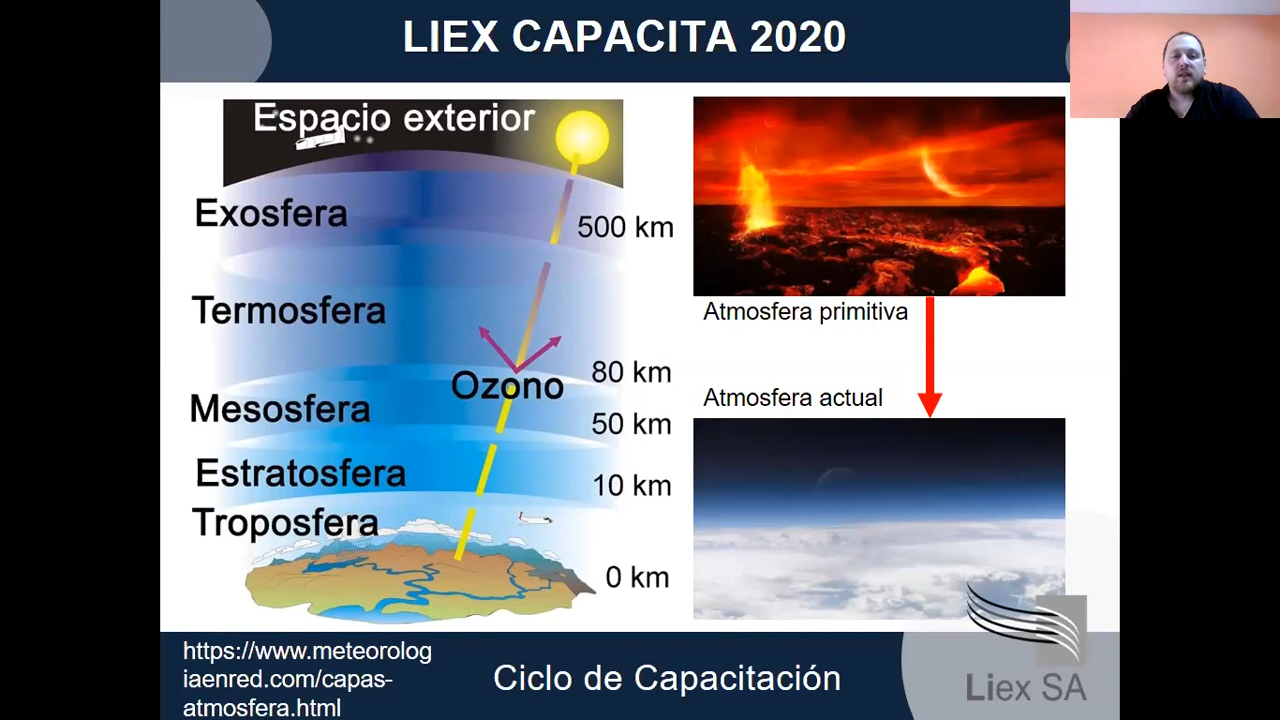 LIEX CAPACITA 2020
Espacio exterior
Exosfera
500 km
Termosfera
80 km
Ozono
Mesosfera
50 km
Estratosfera
10 km
Troposfera
0 km
Atmosfera primitiva
Atmosfera actual
https://www.meteorolog
iaenred.com/capas-
atmosfera.html
Ciclo de Capacitación
Liex SA